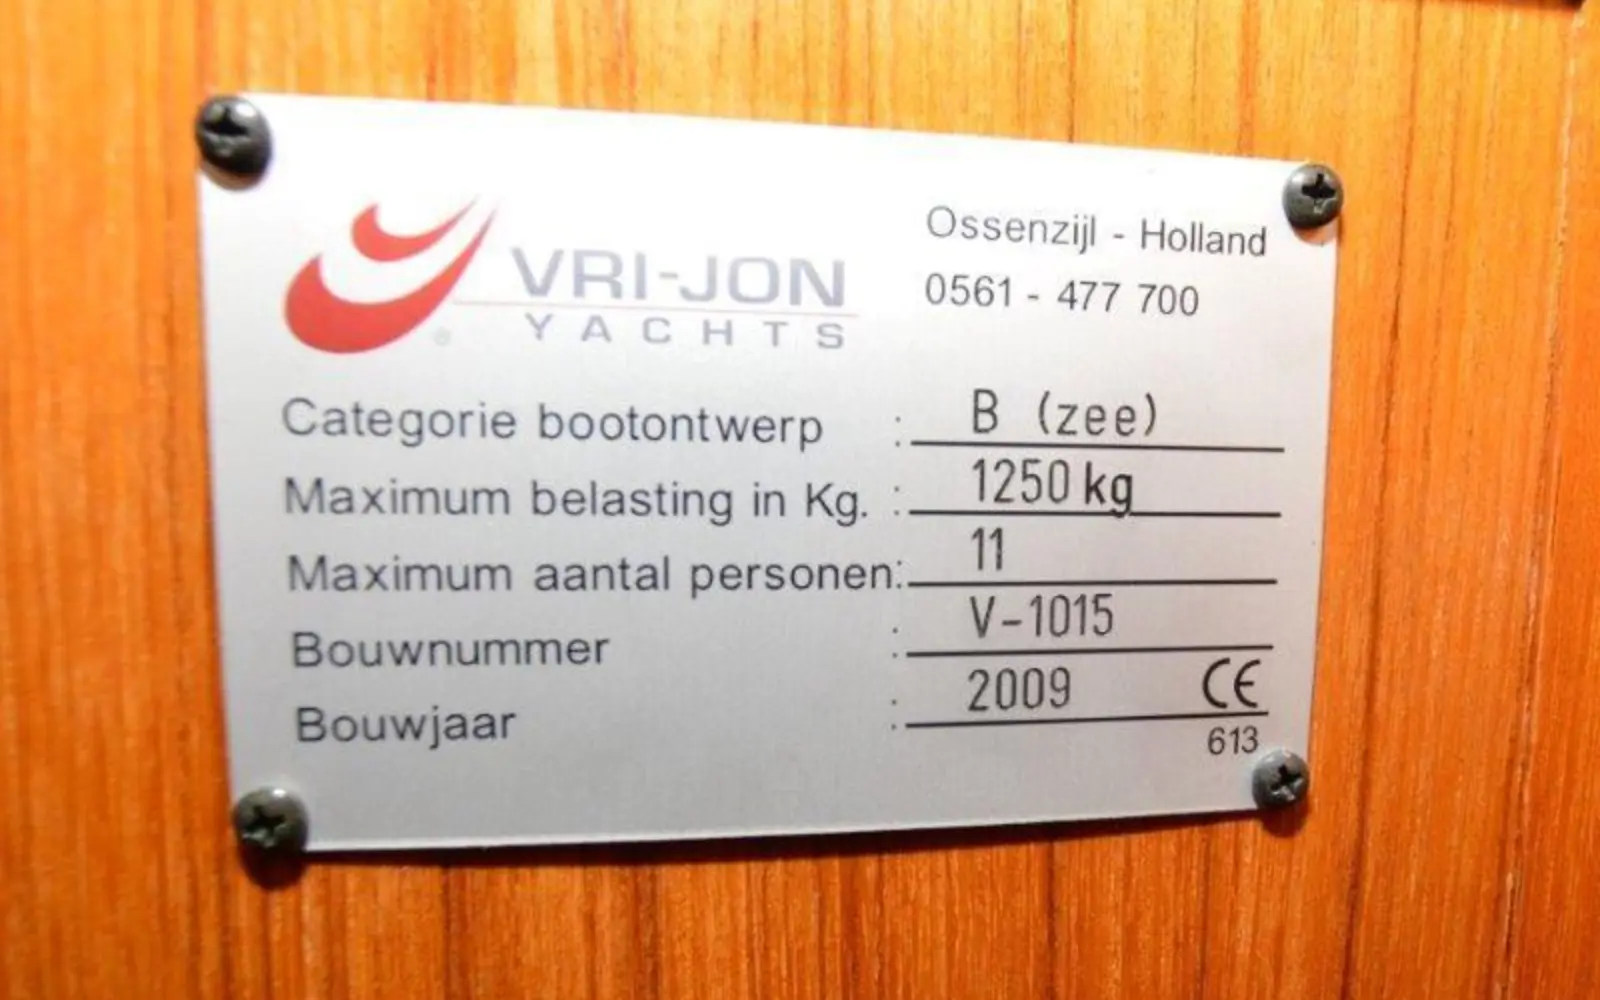 VRI-JON
YACHTS
®
Ossenzijl - Holland
0561 - 477 700
Categorie bootontwerp : B (zee)
Maximum belasting in Kg. : 1250 kg
Maximum aantal personen: 11
Bouwnummer : V-1015
Bouwjaar : 2009 CE
613